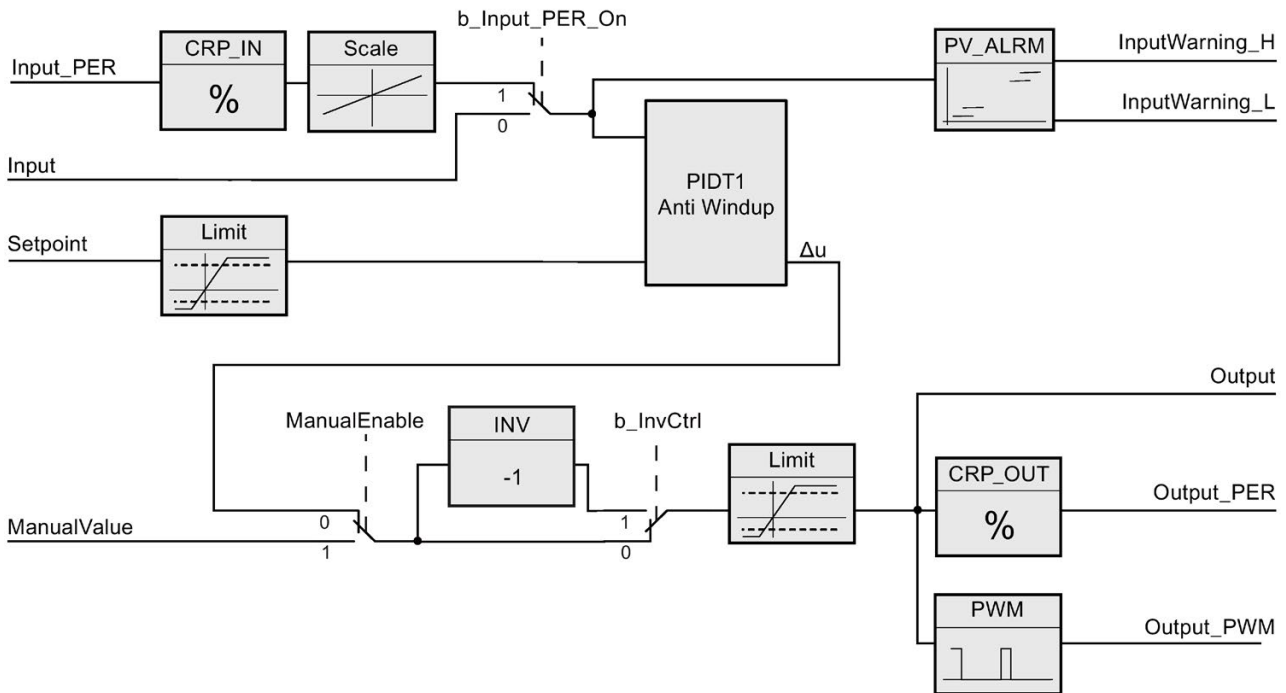 b_Input_PER_On
CRP_IN
Scale
PV_ALRM
InputWarning_H
Input_PER
%
1
0
InputWarning_L
Input
PIDT1
Anti Windup
Setpoint
Limit
Δu
Output
ManualEnable
INV
b_InvCtrl
-1
Limit
CRP_OUT
Output_PER
%
0
1
ManualValue
1
0
PWM
Output_PWM